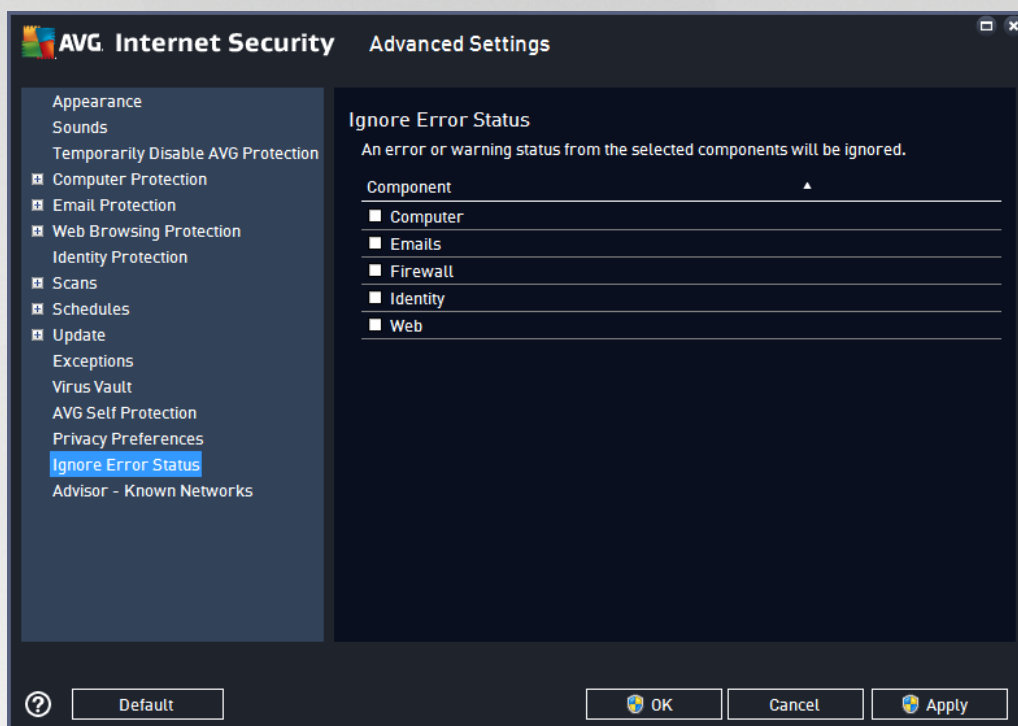 AVG. Internet Security Advanced Settings
Appearance
Sounds
Temporarily Disable AVG Protection
Computer Protection
Email Protection
Web Browsing Protection
Identity Protection
Scans
Schedules
Update
Exceptions
Virus Vault
AVG Self Protection
Privacy Preferences
Ignore Error Status
Advisor - Known Networks
Ignore Error Status
An error or warning status from the selected components will be ignored.
Component
Computer
Emails
Firewall
Identity
Web
Default
OK
Cancel
Apply